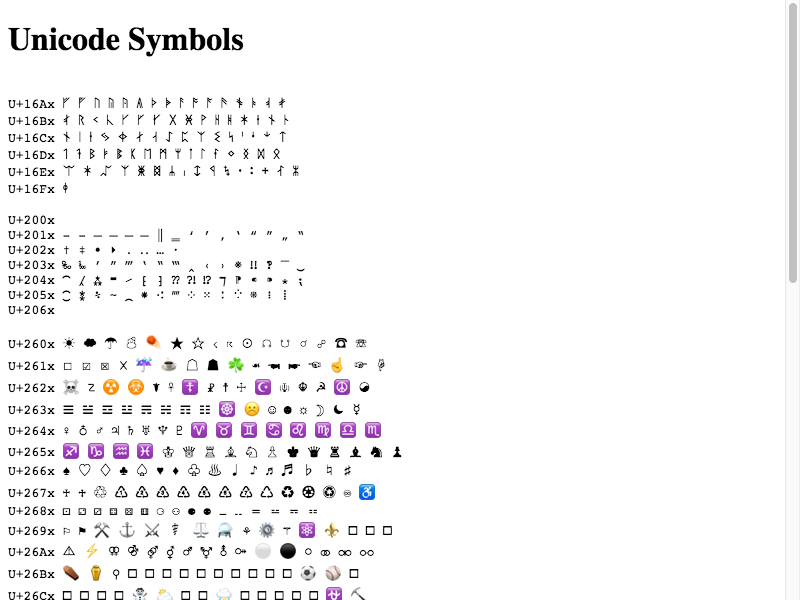 Unicode Symbols
U+16Ax ᚠ ᚡ ᚢ ᚣ ᚤ ᚥ ᚦ ᚧ ᚨ ᚩ ᚪ ᚫ ᚬ ᚭ ᚮ ᚯ
U+16Bx ᚰ ᚱ ᚲ ᚳ ᚴ ᚵ ᚶ ᚷ ᚸ ᚹ ᚺ ᚻ ᚼ ᚽ ᚾ ᚿ
U+16Cx ᛀ ᛁ ᛂ ᛃ ᛄ ᛅ ᛆ ᛇ ᛈ ᛉ ᛊ ᛋ ᛌ ᛍ ᛎ ᛏ
U+16Dx ᛐ ᛑ ᛒ ᛓ ᛔ ᛕ ᛖ ᛗ ᛘ ᛙ ᛚ ᛛ ᛜ ᛝ ᛞ ᛟ
U+16Ex ᛠ ᛡ ᛢ ᛣ ᛤ ᛥ ᛦ ᛧ ᛨ ᛩ ᛪ ᛫ ᛬ ᛭ ᛮ ᛯ
U+16Fx ᛰ
U+200x
U+201x ‐ ‑ ‒ – — ― ‖ ‗ ‘ ’ ‚ ‛ “ ” „ ‟
U+202x † ‡ • ‣ ․ ‥ … ‧
U+203x ‰ ‱ ′ ″ ‴ ‵ ‶ ‷ ‸ ‹ › ※ ‼ ‽ ‾ ‿
U+204x ⁀ ⁁ ⁂ ⁃ ⁄ ⁅ ⁆ ⁇ ⁈ ⁉ ⁊ ⁋ ⁌ ⁍ ⁎ ⁏
U+205x ⁐ ⁑ ⁒ ⁓ ⁔ ⁕ ⁖ ⁗ ⁘ ⁙ ⁚ ⁛ ⁜ ⁝ ⁞
U+206x
U+260x ☀ ☁ ☂ ☃ ☄ ★ ☆ ☇ ☈ ☉ ☊ ☋ ☌ ☍ ☎ ☏
U+261x ☐ ☑ ☒ ☓ ☔ ☕ ☖ ☗ ☘ ☙ ☚ ☛ ☜ ☝ ☞ ☟
U+262x ☠ ☡ ☢ ☣ ☤ ☥ ☦ ☧ ☨ ☩ ☪ ☫ ☬ ☭ ☮ ☯
U+263x ☰ ☱ ☲ ☳ ☴ ☵ ☶ ☷ ☸ ☹ ☺ ☻ ☼ ☽ ☾ ☿
U+264x ♀ ♁ ♂ ♃ ♄ ♅ ♆ ♇ ♈ ♉ ♊ ♋ ♌ ♍ ♎ ♏
U+265x ♐ ♑ ♒ ♓ ♔ ♕ ♖ ♗ ♘ ♙ ♚ ♛ ♜ ♝ ♞ ♟
U+266x ♠ ♡ ♢ ♣ ♤ ♥ ♦ ♧ ♨ ♩ ♪ ♫ ♬ ♭ ♮ ♯
U+267x ♰ ♱ ♲ ♳ ♴ ♵ ♶ ♷ ♸ ♹ ♺ ♻ ♼ ♽ ♾ ♿
U+268x ⚀ ⚁ ⚂ ⚃ ⚄ ⚅ ⚆ ⚇ ⚈ ⚉ ⚊ ⚋ ⚌ ⚍ ⚎ ⚏
U+269x ⚐ ⚑ ⚒ ⚓ ⚔ ⚕ ⚖ ⚗ ⚘ ⚙ ⚚ ⚛ ⚜ □ □ □
U+26Ax ⚠ ⚡ ⚢ ⚣ ⚤ ⚥ ⚦ ⚧ ⚨ ⚩ ⚪ ⚫ ⚬ ⚭ ⚮ ⚯
U+26Bx ⚰ ⚱ ⚲ □ □ □ □ □ □ □ □ □ □ ⚽ ⚾ □
U+26Cx □ □ □ □ ⛄ ⛅ □ □ ⛈ □ □ □ □ □ ⛎ ⛏